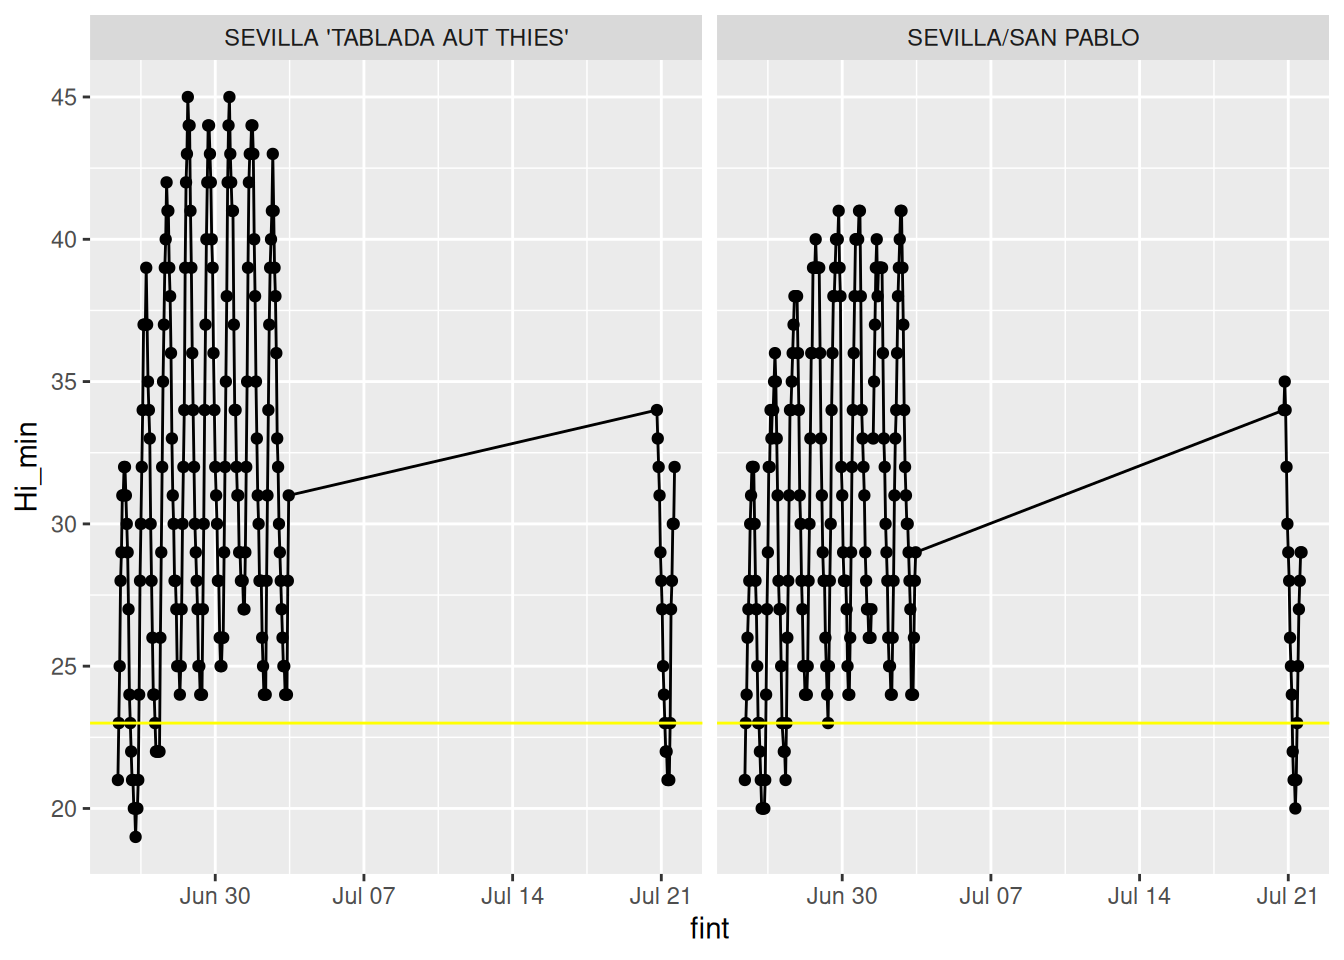 SEVILLA 'TABLADA AUT THIES'
SEVILLA/SAN PABLO
45
40
35
30
25
20
Hi_min
Jun 30 Jul 07 Jul 14 Jul 21
Jun 30 Jul 07 Jul 14 Jul 21
fint